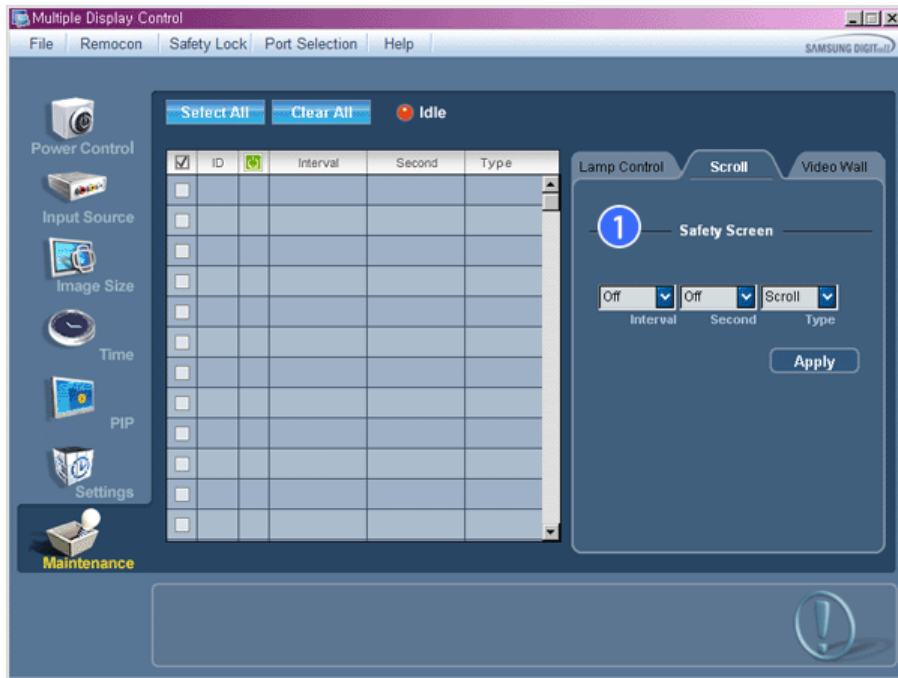 Multiple Display Control
File Remocon Safety Lock Port Selection Help
SAMSUNG DIGITall
Select All Clear All Idle
Power Control
ID Interval Second Type
Lamp Control Scroll Video Wall
Input Source
1 Safety Screen
Image Size
Off Off Scroll
Interval Second Type
Time
Apply
PIP
Settings
Maintenance